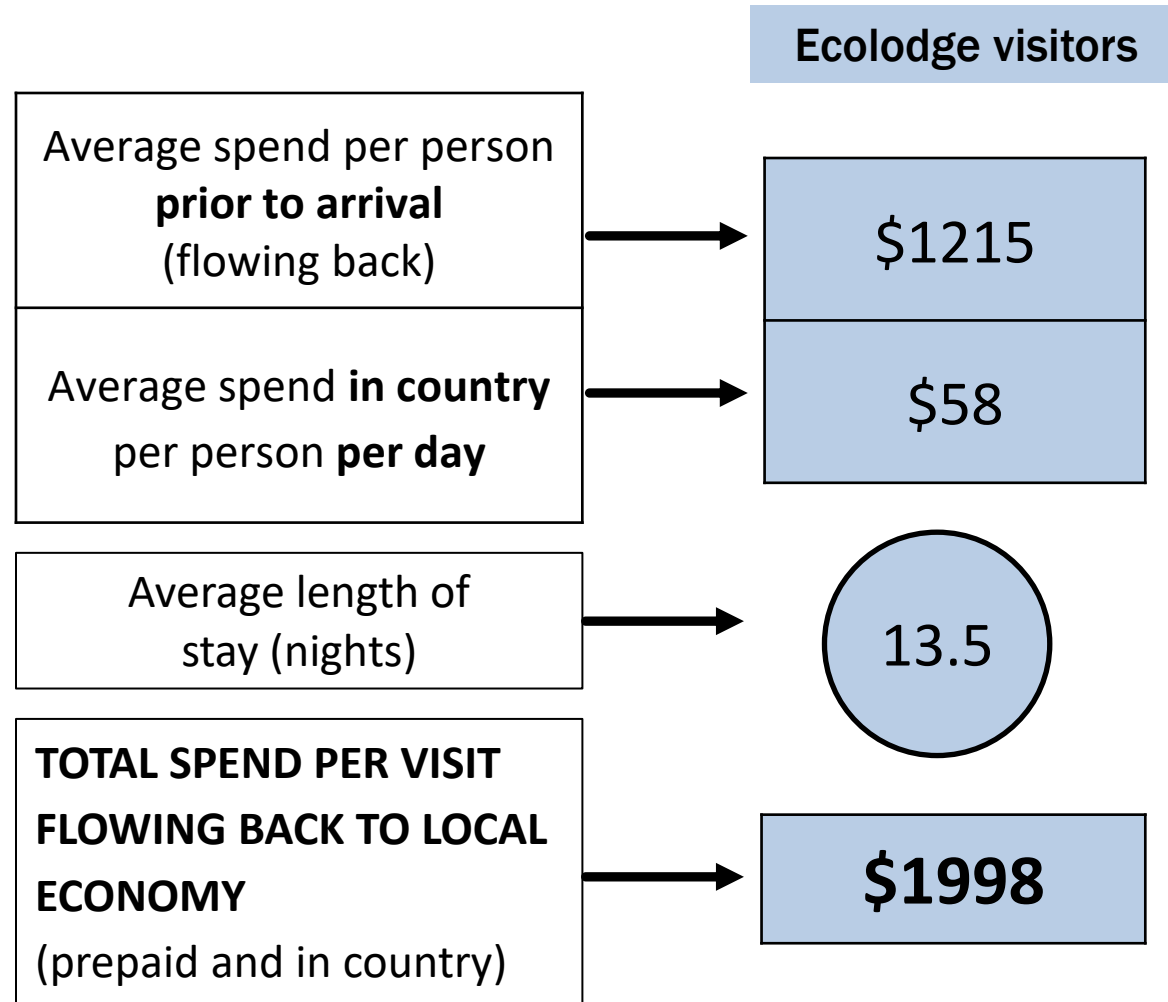 Ecolodge visitors
Average spend per person
prior to arrival
(flowing back)
$1215
Average spend in country
per person per day
$58
Average length of
stay (nights)
13.5
TOTAL SPEND PER VISIT
FLOWING BACK TO LOCAL
ECONOMY
(prepaid and in country)
$1998